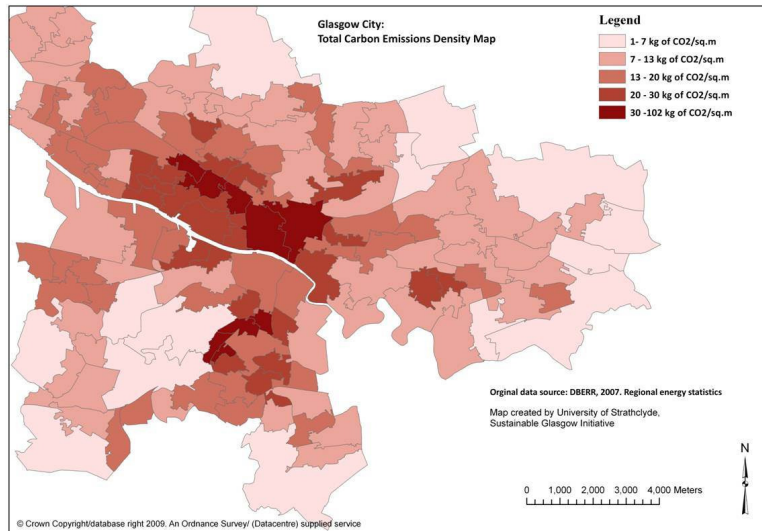 Glasgow City:
Total Carbon Emissions Density Map
Legend
1- 7 kg of CO2/sq.m
7 - 13 kg of CO2/sq.m
13 - 20 kg of CO2/sq.m
20 - 30 kg of CO2/sq.m
30 -102 kg of CO2/sq.m
Orginal data source: DBERR, 2007. Regional energy statistics
Map created by University of Strathclyde,
Sustainable Glasgow Initiative
N
0 1,000 2,000 3,000 4,000 Meters
© Crown Copyright/database right 2009. An Ordnance Survey/ (Datacentre) supplied service